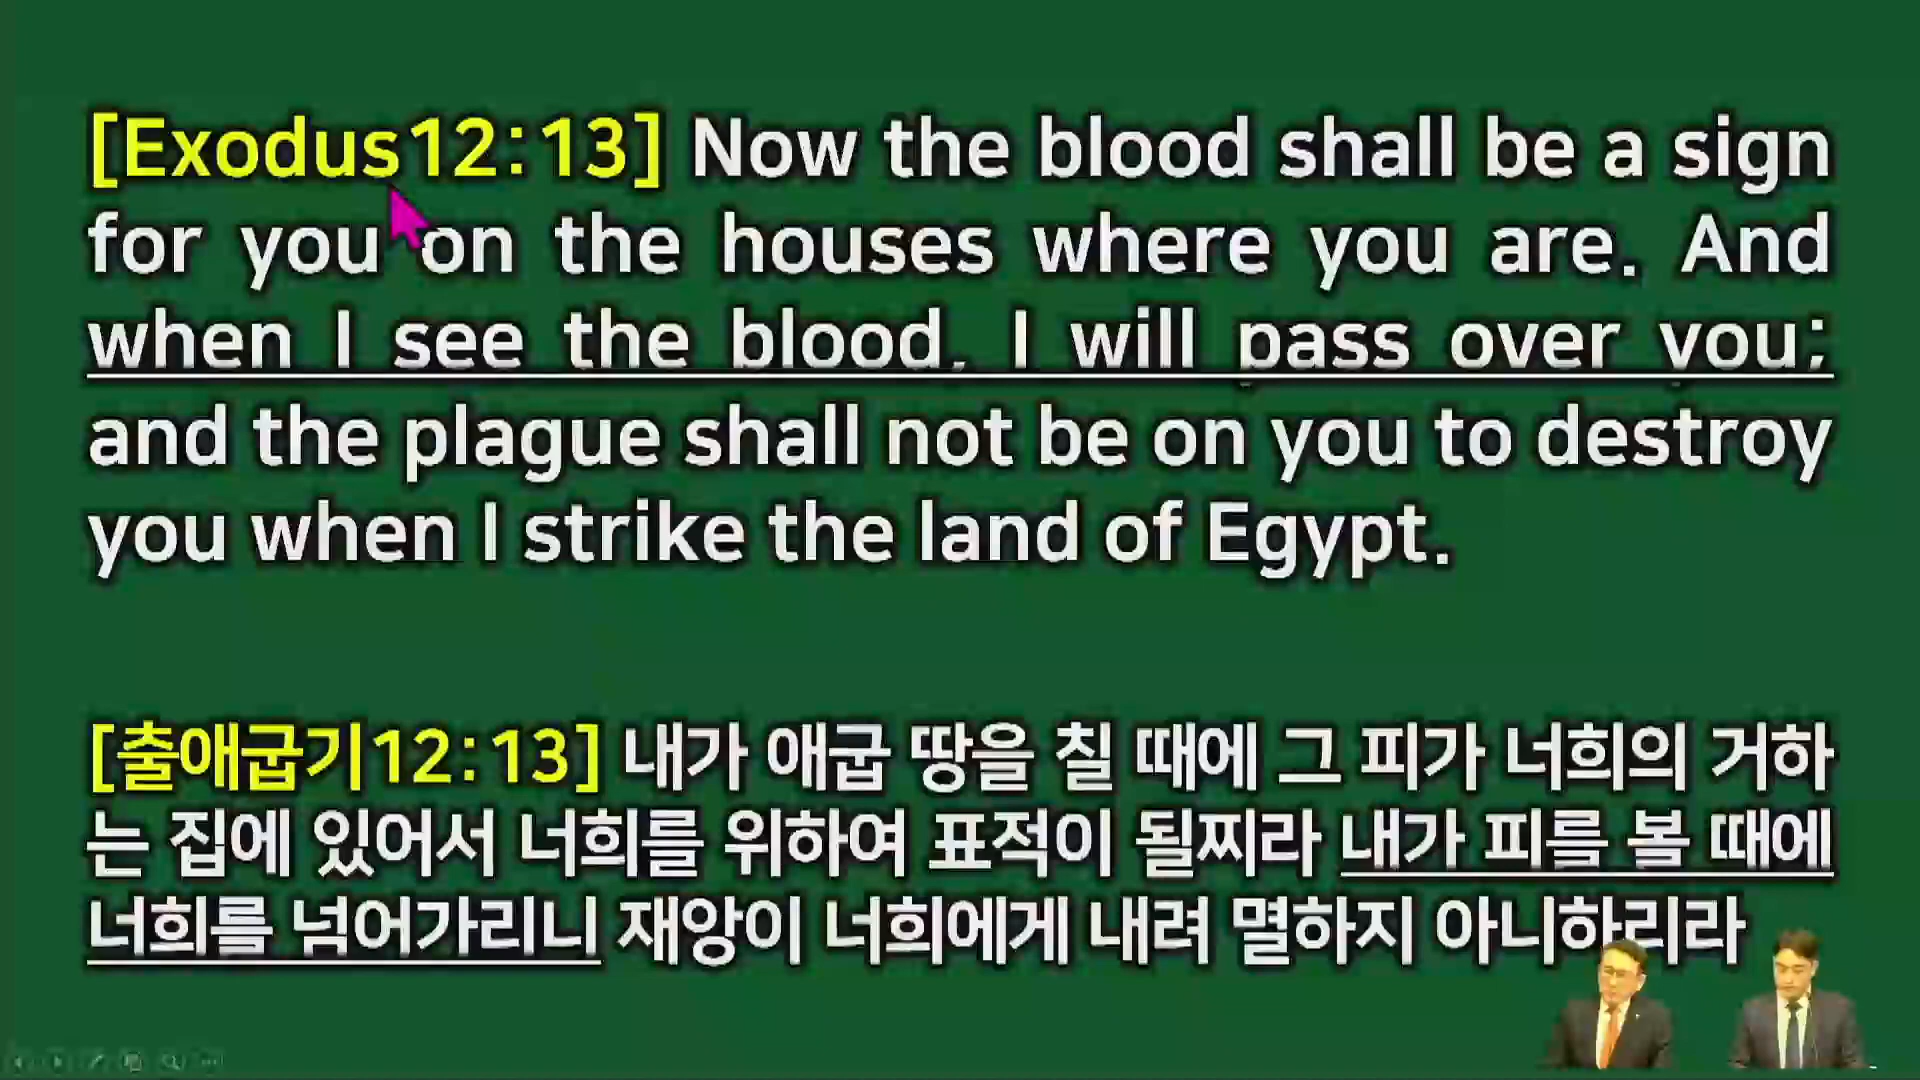 [Exodus12:13] Now the blood shall be a sign
for you on the houses where you are. And
when I see the blood, I will pass over you;
and the plague shall not be on you to destroy
you when I strike the land of Egypt.
[출애굽기12:13] 내가 애굽 땅을 칠 때에 그 피가 너희의 거하
는 집에 있어서 너희를 위하여 표적이 될찌라 내가 피를 볼 때에
너희를 넘어가리니 재앙이 너희에게 내려 멸하지 아니하리라